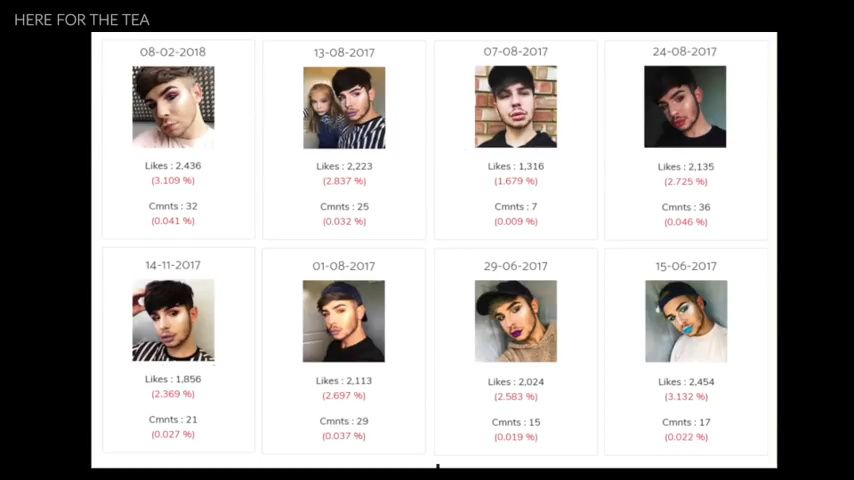 HERE FOR THE TEA
08-02-2018
Likes : 2,436
(3.109 %)
Cmnts : 32
(0.041 %)
13-08-2017
Likes : 2,223
(2.837 %)
Cmnts : 25
(0.032 %)
07-08-2017
Likes : 1,316
(1.679 %)
Cmnts : 7
(0.009 %)
24-08-2017
Likes : 2,135
(2.725 %)
Cmnts : 36
(0.046 %)
14-11-2017
Likes : 1,856
(2.369 %)
Cmnts : 21
(0.027 %)
01-08-2017
Likes : 2,113
(2.697 %)
Cmnts : 29
(0.037 %)
29-06-2017
Likes : 2,024
(2.583 %)
Cmnts : 15
(0.019 %)
15-06-2017
Likes : 2,454
(3.132 %)
Cmnts : 17
(0.022 %)